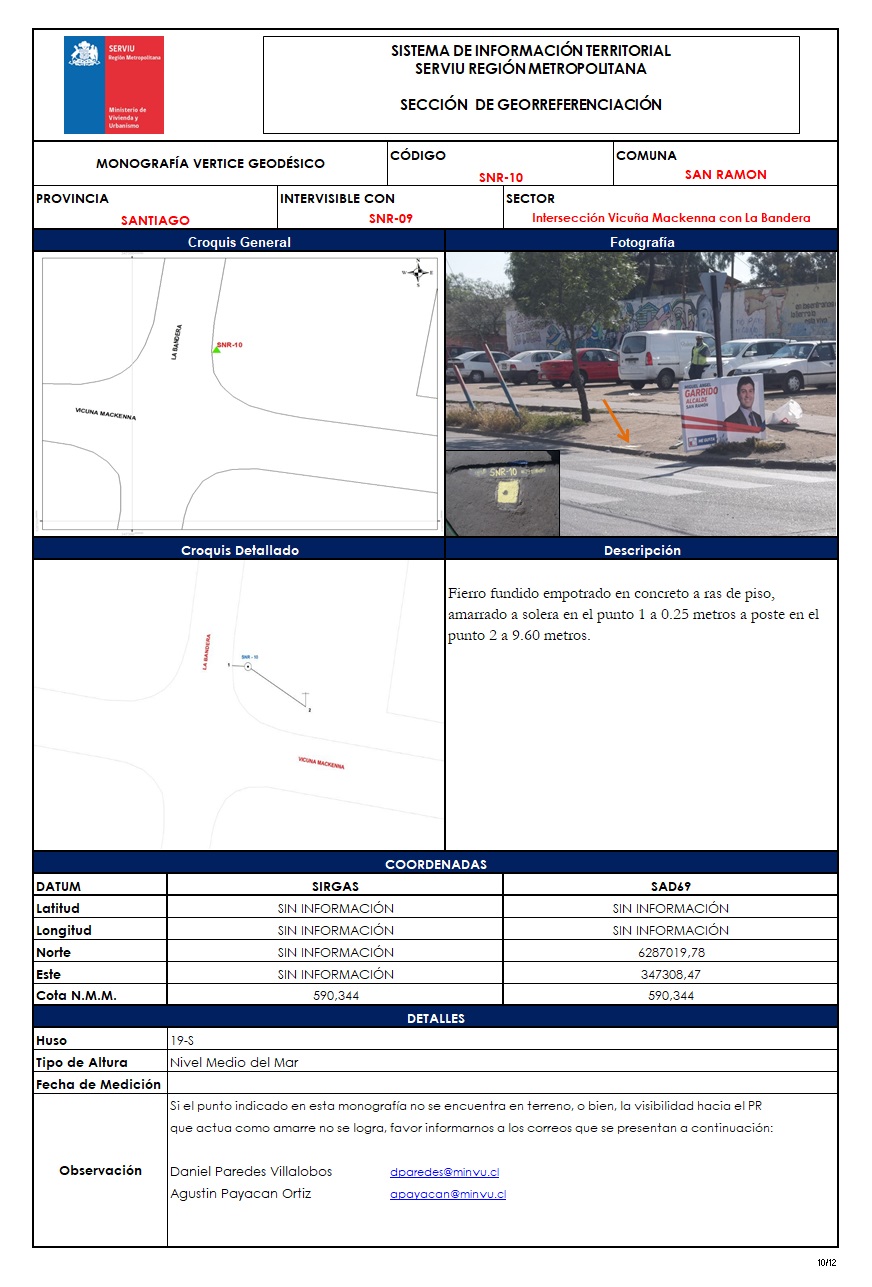 SERVIU
Región Metropolitana
Ministerio de
Vivienda y
Urbanismo
SISTEMA DE INFORMACIÓN TERRITORIAL
SERVIU REGIÓN METROPOLITANA
SECCIÓN DE GEORREFERENCIACIÓN
MONOGRAFÍA VERTICE GEODÉSICO
CÓDIGO
SNR-10
COMUNA
SAN RAMON
PROVINCIA
SANTIAGO
INTERVISIBLE CON
SNR-09
SECTOR
Intersección Vicuña Mackenna con La Bandera
Croquis General
Fotografía
N
W E
S
LA BANDERA
SNR-10
VICUNA MACKENNA
MIGUEL ANGEL
GARRIDO
ALCALDE
SAN RAMON
SNR-10
Croquis Detallado
Descripción
LA BANDERA
SNR - 10
1
2
VICUNA MACKENNA
Fierro fundido empotrado en concreto a ras de piso,
amarrado a solera en el punto 1 a 0.25 metros a poste en el
punto 2 a 9.60 metros.
COORDENADAS
DATUM SIRGAS SAD69
Latitud SIN INFORMACIÓN SIN INFORMACIÓN
Longitud SIN INFORMACIÓN SIN INFORMACIÓN
Norte SIN INFORMACIÓN 6287019,78
Este SIN INFORMACIÓN 347308,47
Cota N.M.M. 590,344 590,344
DETALLES
Huso 19-S
Tipo de Altura Nivel Medio del Mar
Fecha de Medición
Observación
Si el punto indicado en esta monografía no se encuentra en terreno, o bien, la visibilidad hacia el PR
que actua como amarre no se logra, favor informarnos a los correos que se presentan a continuación:
Daniel Paredes Villalobos dparedes@minvu.cl
Agustin Payacan Ortiz apayacan@minvu.cl
10/12